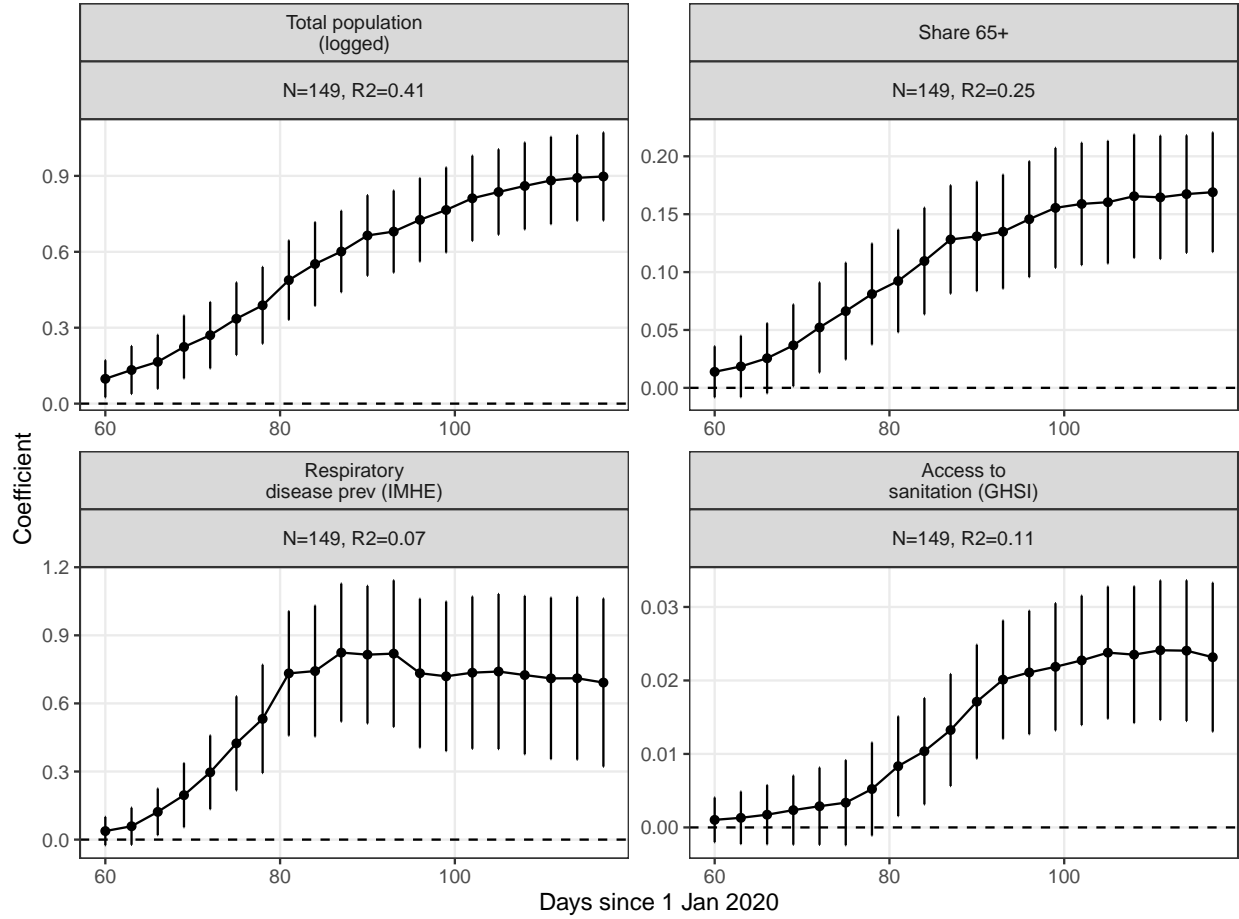 Total population
(logged)
N=149, R2=0.41
0.9
0.6
0.3
0.0
60
80
100
Share 65+
N=149, R2=0.25
0.20
0.15
0.10
0.05
0.00
60
80
100
Respiratory
disease prev (IMHE)
N=149, R2=0.07
1.2
0.9
0.6
0.3
0.0
60
80
100
Access to
sanitation (GHSI)
N=149, R2=0.11
0.03
0.02
0.01
0.00
60
80
100
Coefficient
Days since 1 Jan 2020